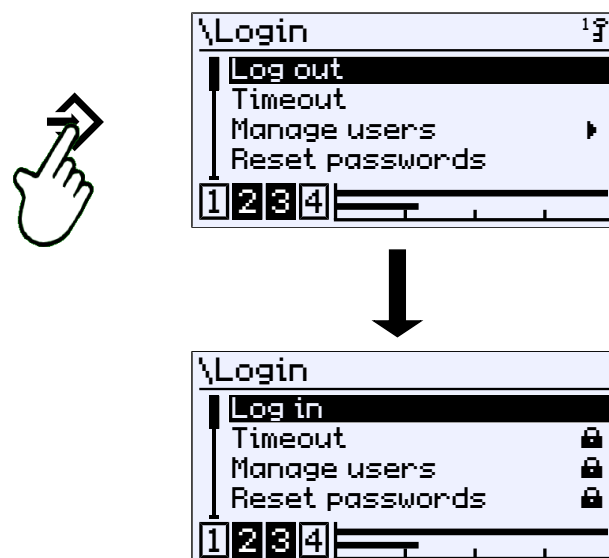 \Login 1
Log out
Timeout
Manage users
Reset passwords
1 2 3 4
\Login
Log in
Timeout
Manage users
Reset passwords
1 2 3 4